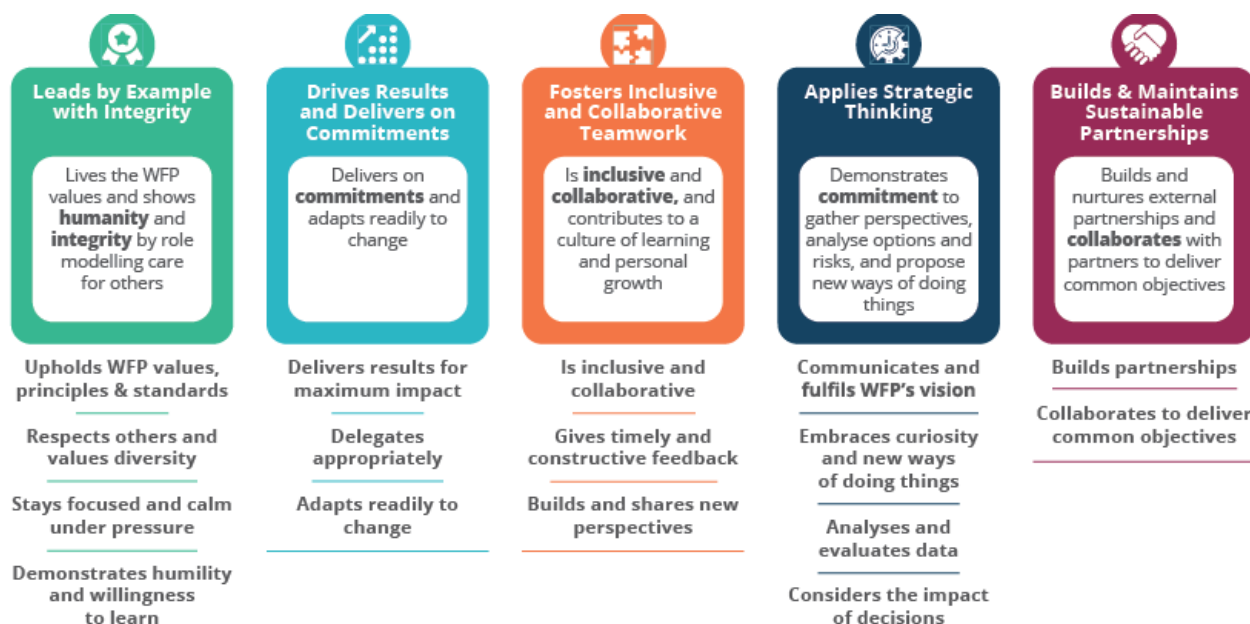 Leads by Example
with Integrity
Lives the WFP
values and shows
humanity and
integrity by role
modelling care
for others
Upholds WFP values,
principles & standards
Respects others and
values diversity
Stays focused and calm
under pressure
Demonstrates humility
and willingness
to learn
Drives Results
and Delivers on
Commitments
Delivers on
commitments and
adapts readily to
change
Delivers results for
maximum impact
Delegates
appropriately
Adapts readily to
change
Fosters Inclusive
and Collaborative
Teamwork
Is inclusive and
collaborative, and
contributes to a
culture of learning
and personal
growth
Is inclusive and
collaborative
Gives timely and
constructive feedback
Builds and shares new
perspectives
Applies Strategic
Thinking
Demonstrates
commitment to
gather perspectives,
analyse options and
risks, and propose
new ways of doing
things
Communicates and
fulfils WFP's vision
Embraces curiosity
and new ways
of doing things
Analyses and
evaluates data
Considers the impact
of decisions
Builds & Maintains
Sustainable
Partnerships
Builds and
nurtures external
partnerships and
collaborates with
partners to deliver
common objectives
Builds partnerships
Collaborates to deliver
common objectives